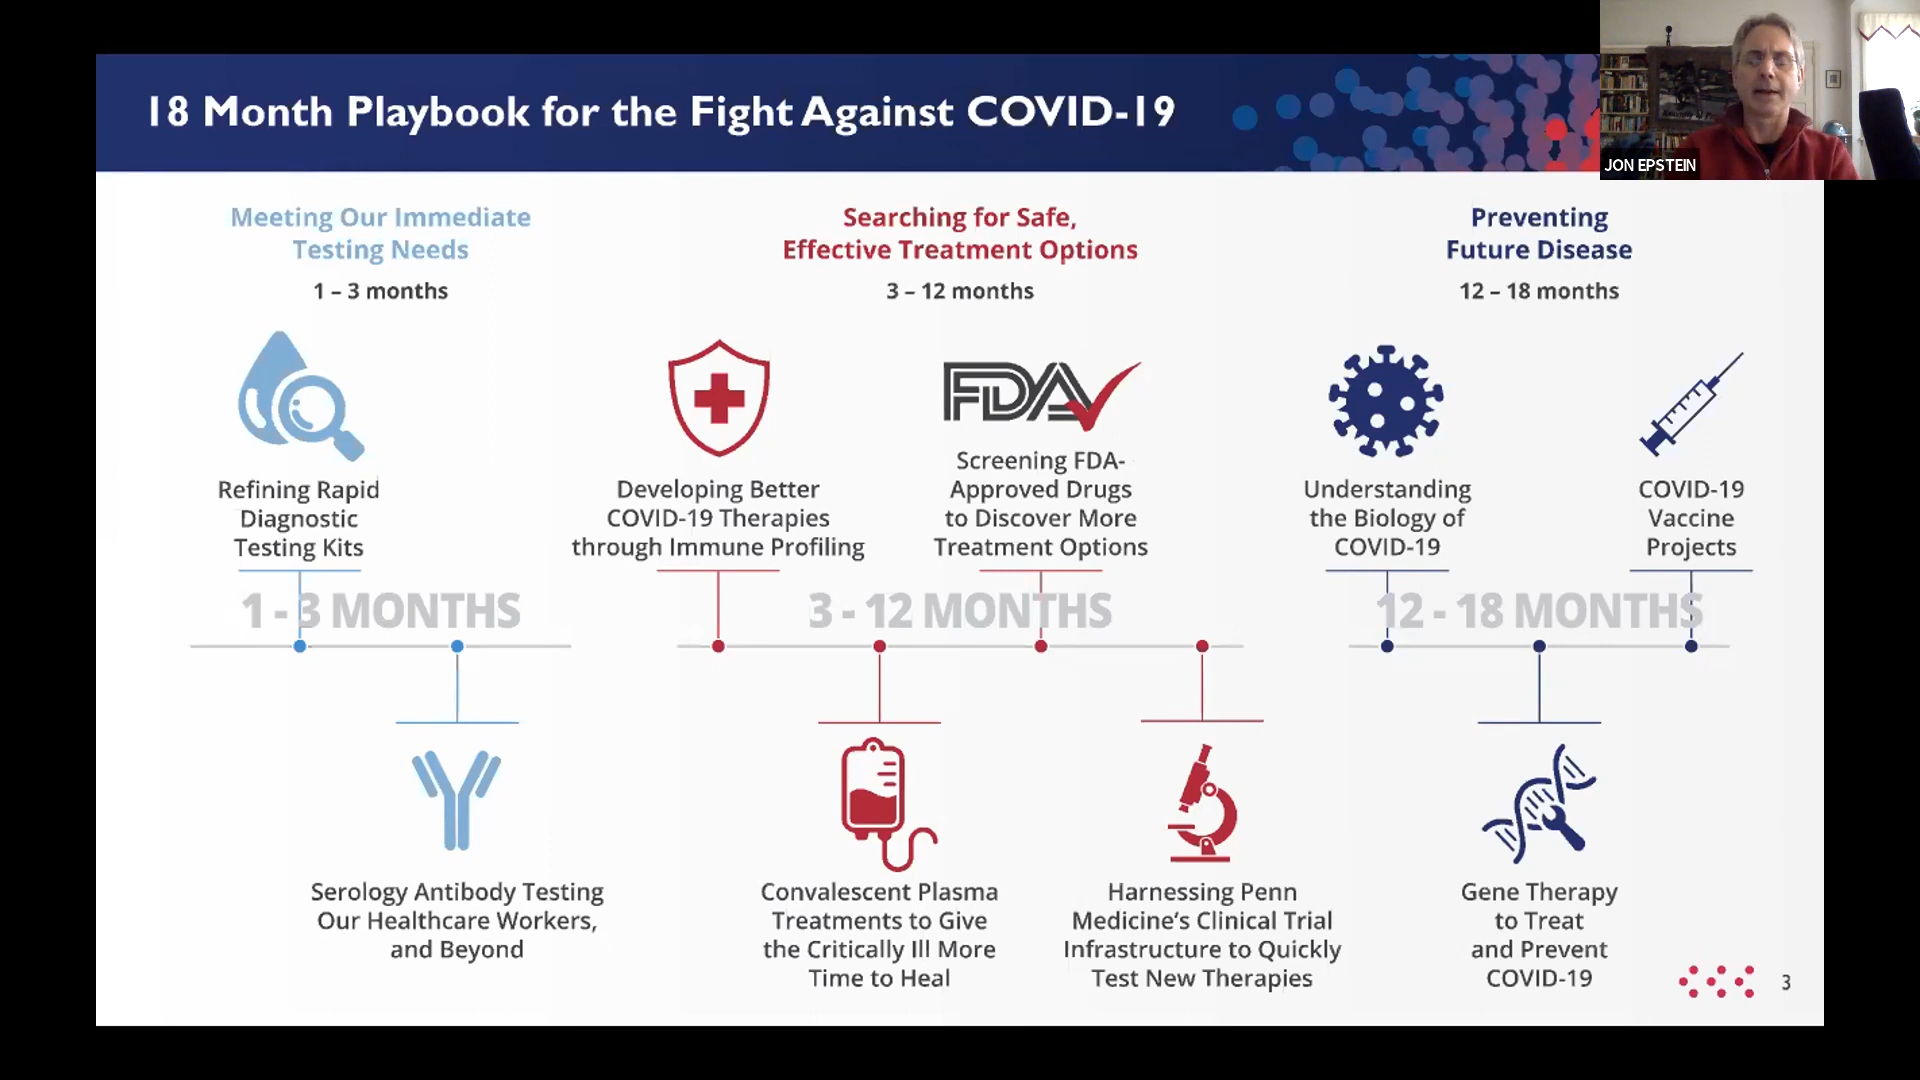 18 Month Playbook for the Fight Against COVID-19
JON EPSTEIN
Meeting Our Immediate
Testing Needs
1 – 3 months
Searching for Safe,
Effective Treatment Options
3 – 12 months
Preventing
Future Disease
12 – 18 months
Refining Rapid
Diagnostic
Testing Kits
Developing Better
COVID-19 Therapies
through Immune Profiling
FDA
Screening FDA-
Approved Drugs
to Discover More
Treatment Options
Understanding
the Biology of
COVID-19
COVID-19
Vaccine
Projects
1 - 3 MONTHS
3 - 12 MONTHS
12 - 18 MONTHS
Serology Antibody Testing
Our Healthcare Workers,
and Beyond
Convalescent Plasma
Treatments to Give
the Critically Ill More
Time to Heal
Harnessing Penn
Medicine's Clinical Trial
Infrastructure to Quickly
Test New Therapies
Gene Therapy
to Treat
and Prevent
COVID-19
3